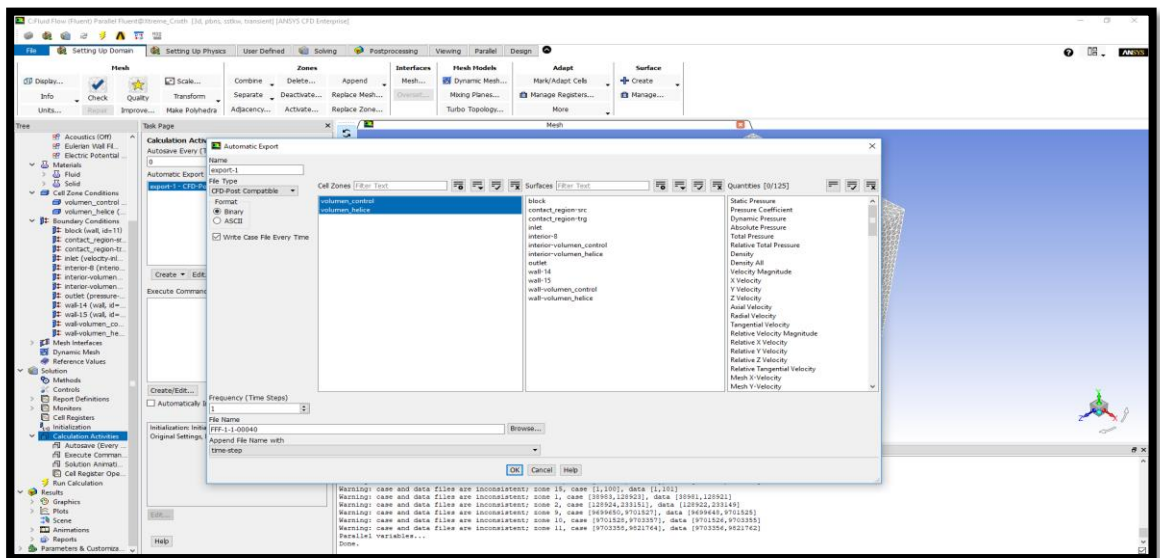 C:Fluid Flow (Fluent) Parallel Fluent@Xtreme_Crath [3d, pbns, sstkw, transient] [ANSYS CFD Enterprise]
File Setting Up Domain Setting Up Physics User Defined Solving Postprocessing Viewing Parallel Design
ANSYS
Mesh Zones Interfaces Mesh Models Adapt Surface
Display... Scale... Combine Delete... Append Mesh... Dynamic Mesh... Mark/Adapt Cells Create
Info Check Quality Transform Separate Deactivate... Replace Mesh... Overset... Mixing Planes... Manage Registers... Manage...
Units... Repair Improve... Make Polyhedra Adjacency... Activate... Replace Zone... Turbo Topology... More
Tree
Acoustics (Off)
Eulerian Wall Fil...
Electric Potential ...
Materials
Fluid
Solid
Cell Zone Conditions
volumen_control ...
volumen_helice (...
Boundary Conditions
block (wall, id=11)
contact_region-sr...
contact_region-tr...
inlet (velocity-inl...
interior-8 (interio...
interior-volumen...
interior-volumen...
outlet (pressure-...
wall-14 (wall, id=...
wall-15 (wall, id=...
wall-volumen_co...
wall-volumen_he...
Mesh Interfaces
Dynamic Mesh
Reference Values
Solution
Methods
Controls
Report Definitions
Monitors
Cell Registers
Initialization
Calculation Activities
Autosave (Every ...
Execute Comman...
Solution Animati...
Cell Register Ope...
Run Calculation
Results
Graphics
Plots
Scene
Animations
Reports
Parameters & Customiza...
Task Page
Calculation Activ
Autosave Every (T
0
Automatic Export
export-1 - CFD-Po
Create Edit
Execute Command
Create/Edit...
Automatically I
Initialization: Initia
Original Settings,
Edit...
Help
Mesh
Automatic Export
Name
export-1
File Type
CFD-Post Compatible
Format
Binary
ASCII
Write Case File Every Time
Cell Zones Filter Text
volumen_control
volumen_helice
Surfaces Filter Text
block
contact_region-src
contact_region-trg
inlet
interior-8
interior-volumen_control
interior-volumen_helice
outlet
wall-14
wall-15
wall-volumen_control
wall-volumen_helice
Quantities [0/125]
Static Pressure
Pressure Coefficient
Dynamic Pressure
Absolute Pressure
Total Pressure
Relative Total Pressure
Density
Density All
Velocity Magnitude
X Velocity
Y Velocity
Z Velocity
Axial Velocity
Radial Velocity
Tangential Velocity
Relative Velocity Magnitude
Relative X Velocity
Relative Y Velocity
Relative Z Velocity
Relative Tangential Velocity
Mesh X-Velocity
Mesh Y-Velocity
Frequency (Time Steps)
1
File Name
FFF-1-1-00040
Browse...
Append File Name with
time-step
OK Cancel Help
Warning: case and data files are inconsistent; zone 15, case [1,100], data [1,101]
Warning: case and data files are inconsistent; zone 1, case [38983,128923], data [38981,128921]
Warning: case and data files are inconsistent; zone 2, case [128924,233151], data [128922,233149]
Warning: case and data files are inconsistent; zone 9, case [9699650,9701527], data [9699648,9701525]
Warning: case and data files are inconsistent; zone 10, case [9701528,9703357], data [9701526,9703355]
Warning: case and data files are inconsistent; zone 11, case [9703358,9821764], data [9703356,9821762]
Parallel variables...
Done.